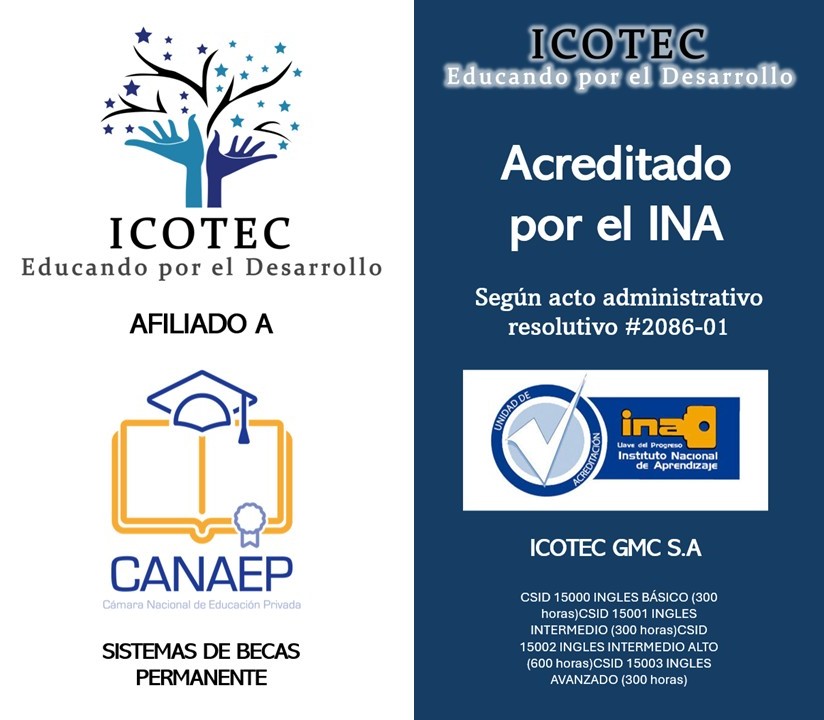 ICOTEC
Educando por el Desarrollo
AFILIADO A
CANAEP
Cámara Nacional de Educación Privada
SISTEMAS DE BECAS
PERMANENTE
ICOTEC
Educando por el Desarrollo
Acreditado
por el INA
Según acto administrativo
resolutivo #2086-01
UNIDAD DE
ACREDITACIÓN
ina
Llave del Progreso
Instituto Nacional
de Aprendizaje
ICOTEC GMC S.A
CSID 15000 INGLES BÁSICO (300
horas)CSID 15001 INGLES
INTERMEDIO (300 horas)CSID
15002 INGLES INTERMEDIO ALTO
(600 horas)CSID 15003 INGLES
AVANZADO (300 horas)